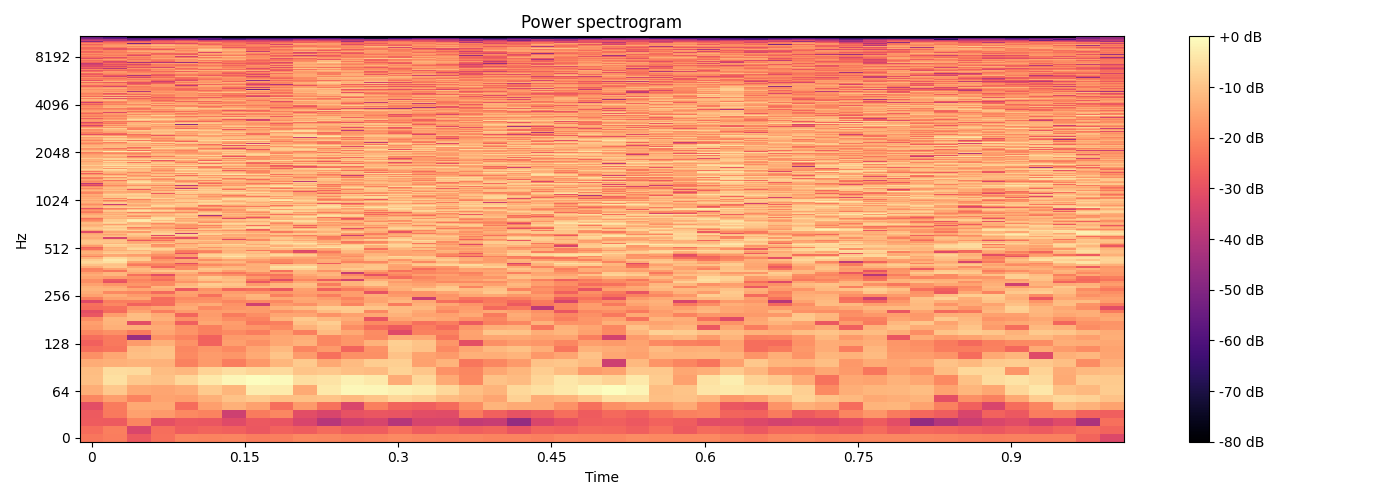 Power spectrogram
8192
4096
2048
1024
512
256
128
64
0
Hz
0 0.15 0.3 0.45 0.6 0.75 0.9
Time
+0 dB
-10 dB
-20 dB
-30 dB
-40 dB
-50 dB
-60 dB
-70 dB
-80 dB